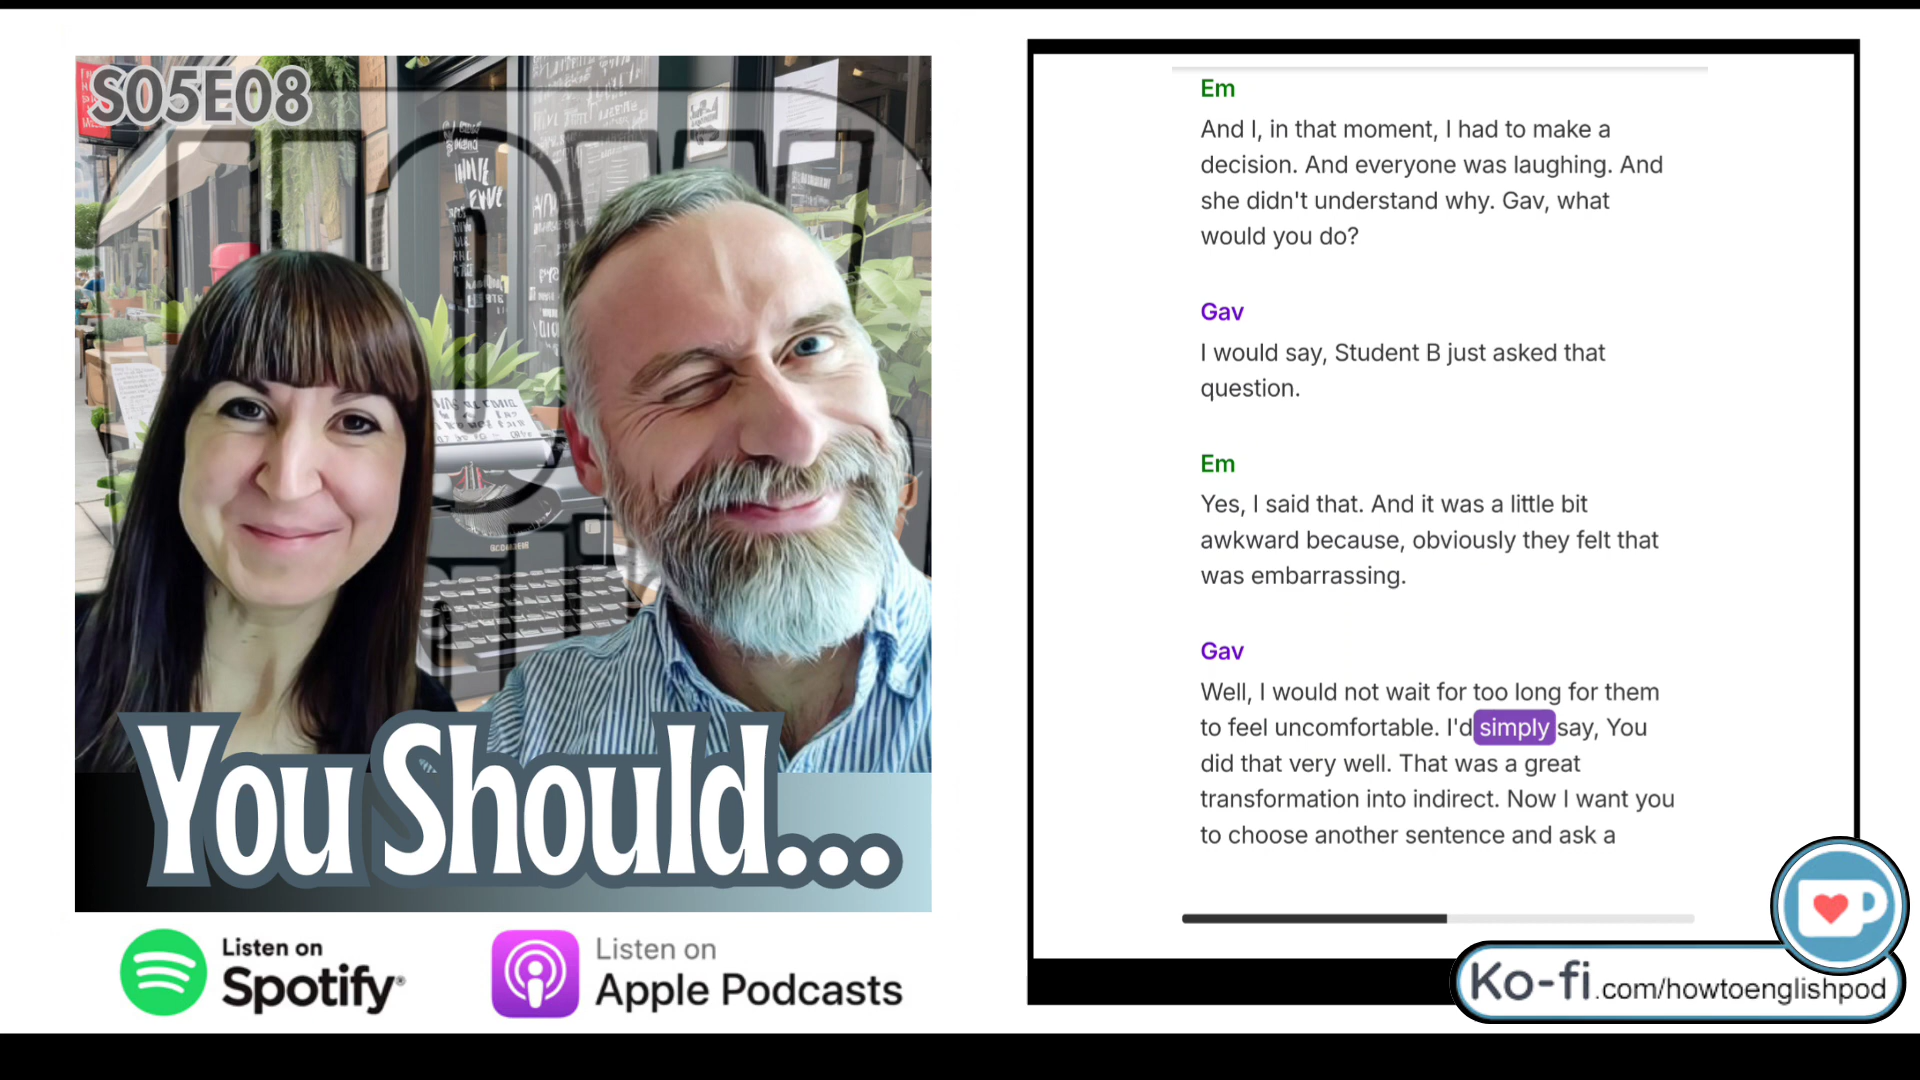 S05E08
You Should...
Listen on
Spotify®
Listen on
Apple Podcasts
Em
And I, in that moment, I had to make a
decision. And everyone was laughing. And
she didn't understand why. Gav, what
would you do?
Gav
I would say, Student B just asked that
question.
Em
Yes, I said that. And it was a little bit
awkward because, obviously they felt that
was embarrassing.
Gav
Well, I would not wait for too long for them
to feel uncomfortable. I'd simply say, You
did that very well. That was a great
transformation into indirect. Now I want you
to choose another sentence and ask a
Ko-fi.com/howtoenglishpod